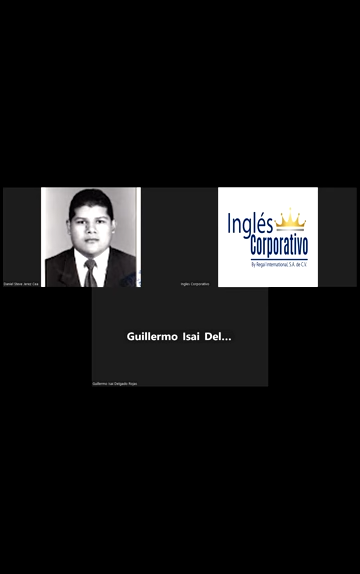 Inglés
Corporativo
By Regal International, S.A. de C.V.
Inglés Corporativo
Guillermo Isai Del...
Guillermo Isai Delgado Rojas